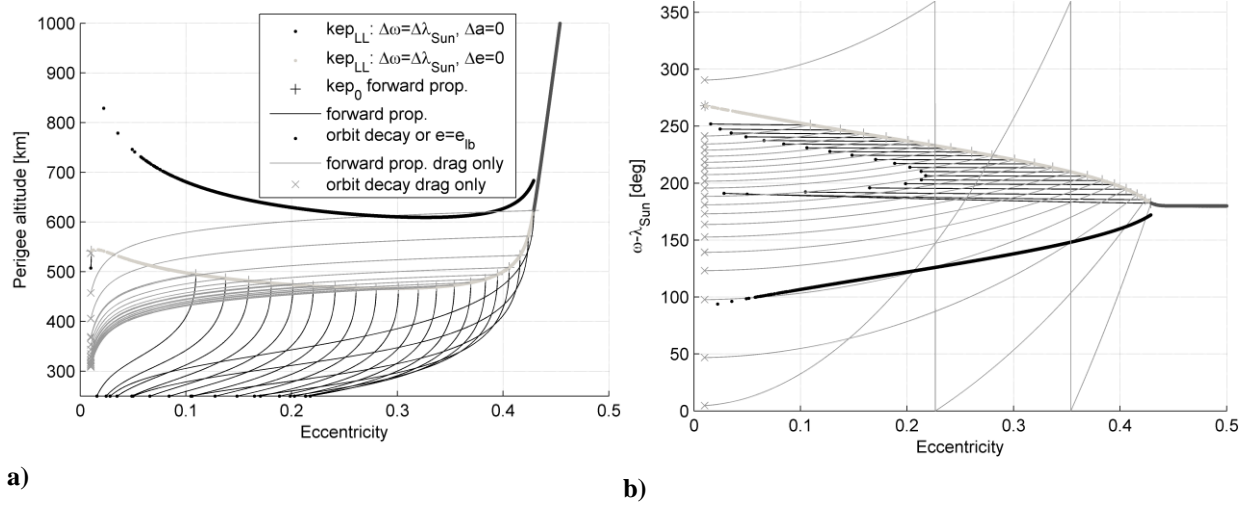 1000
900
800
700
600
500
400
300
Perigee altitude [km]
0
0.1
0.2
0.3
0.4
0.5
Eccentricity
kep_LL: Δω=Δλ_Sun, Δa=0
kep_LL: Δω=Δλ_Sun, Δe=0
kep_0 forward prop.
forward prop.
orbit decay or e=e_lb
forward prop. drag only
orbit decay drag only
a)
350
300
250
200
150
100
50
0
ω-λ_Sun [deg]
0.1
0.2
0.3
0.4
0.5
Eccentricity
b)